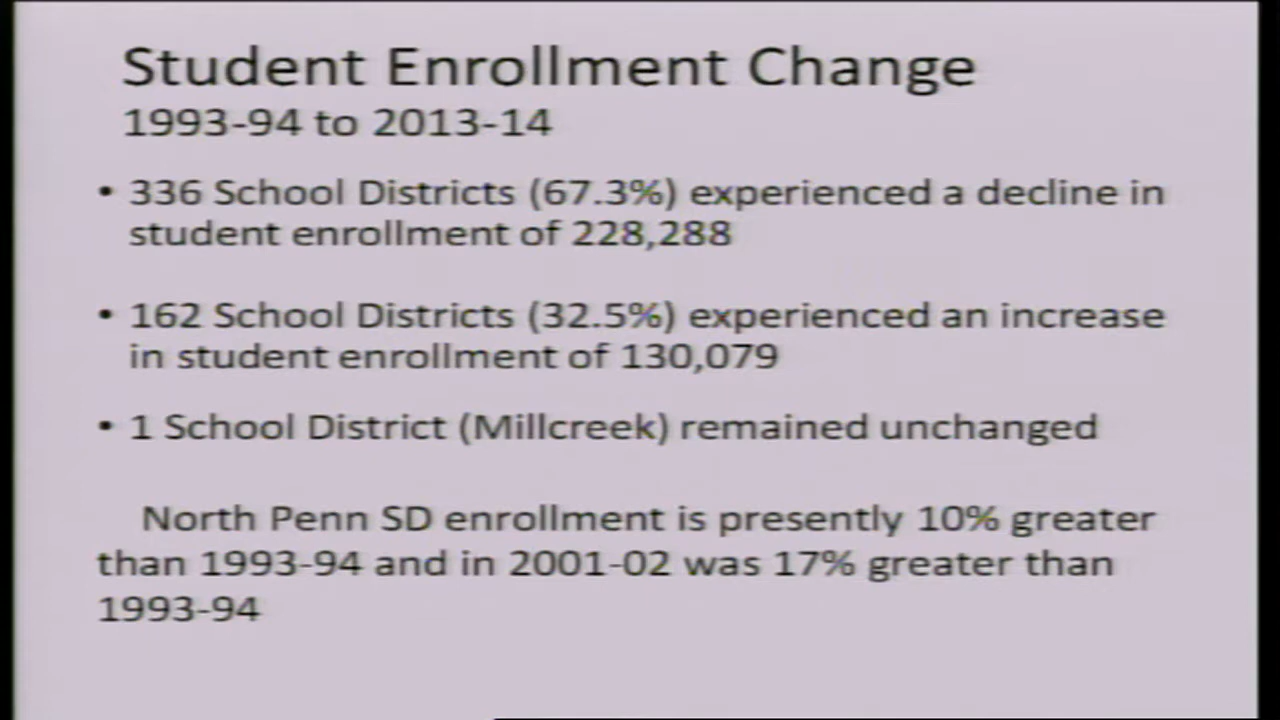 Student Enrollment Change
1993-94 to 2013-14
• 336 School Districts (67.3%) experienced a decline in
student enrollment of 228,288
• 162 School Districts (32.5%) experienced an increase
in student enrollment of 130,079
• 1 School District (Millcreek) remained unchanged
North Penn SD enrollment is presently 10% greater
than 1993-94 and in 2001-02 was 17% greater than
1993-94